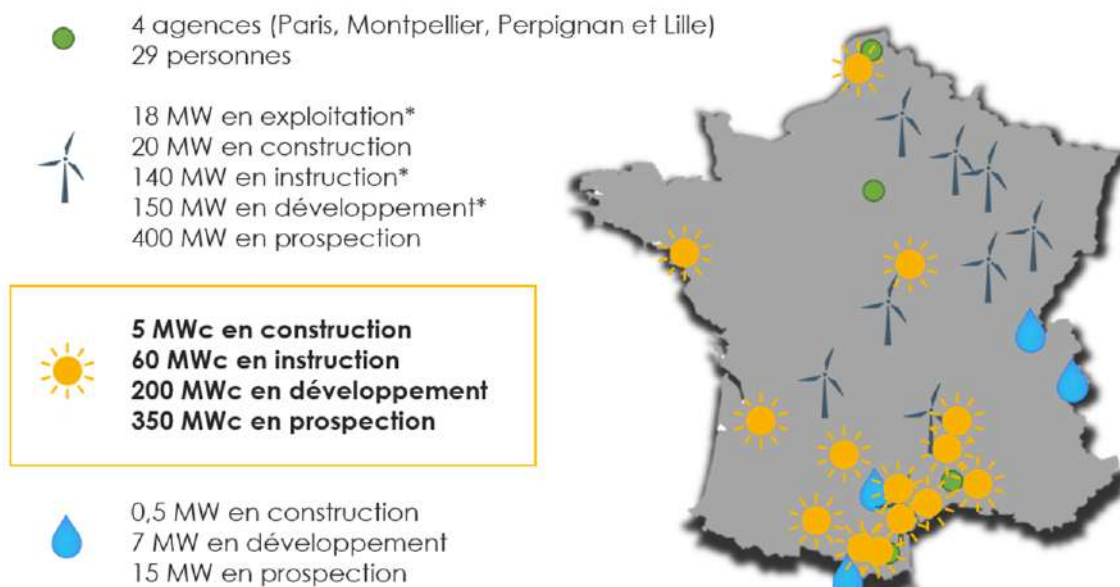 4 agences (Paris, Montpellier, Perpignan et Lille)
29 personnes
18 MW en exploitation*
20 MW en construction
140 MW en instruction*
150 MW en développement*
400 MW en prospection
5 MWc en construction
60 MWc en instruction
200 MWc en développement
350 MWc en prospection
0,5 MW en construction
7 MW en développement
15 MW en prospection